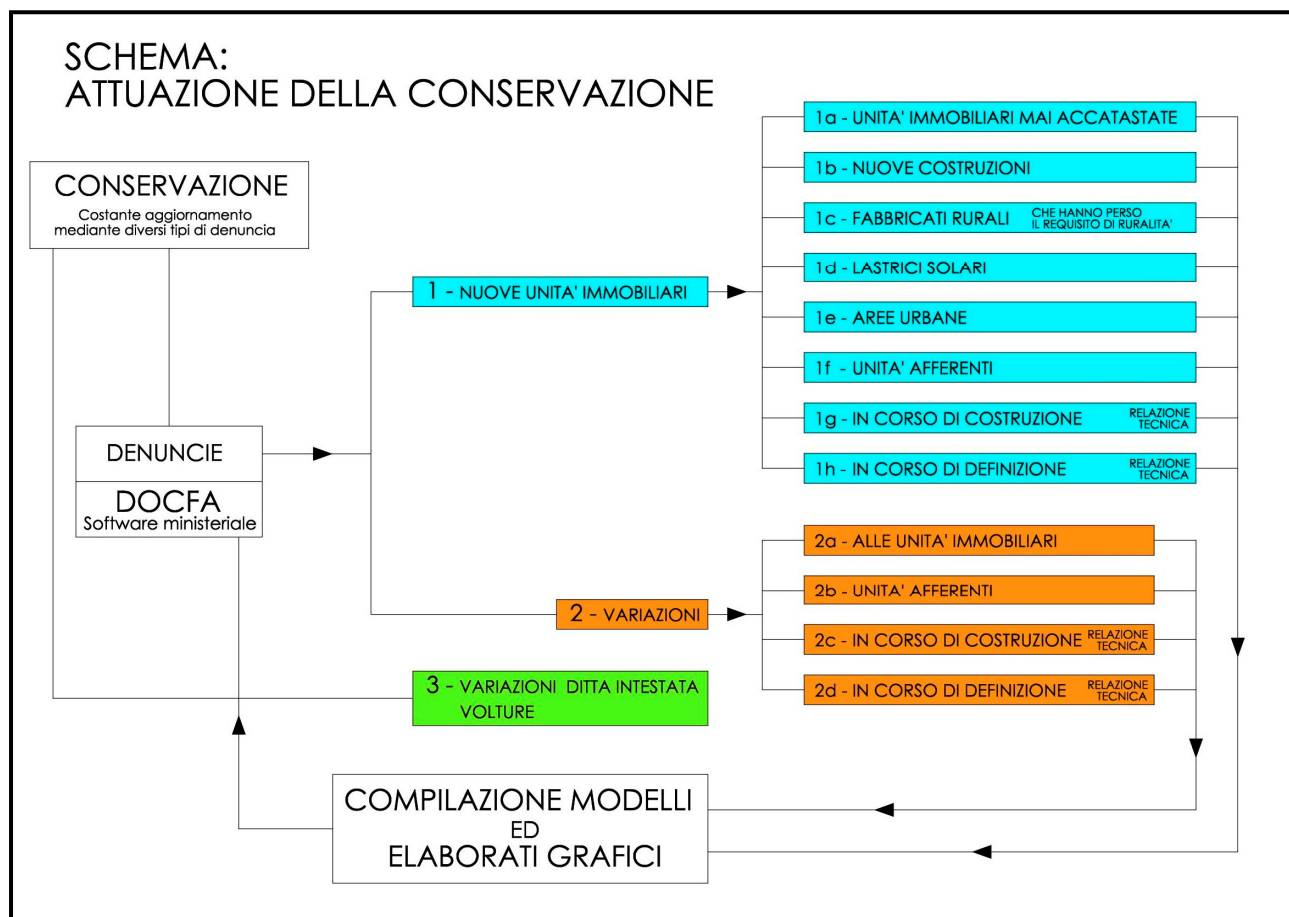 SCHEMA:
ATTUAZIONE DELLA CONSERVAZIONE
CONSERVAZIONE
Costante aggiornamento
mediante diversi tipi di denuncia
DENUNCIE
DOCFA
Software ministeriale
1 - NUOVE UNITA' IMMOBILIARI
1a - UNITA' IMMOBILIARI MAI ACCATASTATE
1b - NUOVE COSTRUZIONI
1c - FABBRICATI RURALI CHE HANNO PERSO
IL REQUISITO DI RURALITA'
1d - LASTRICI SOLARI
1e - AREE URBANE
1f - UNITA' AFFERENTI
1g - IN CORSO DI COSTRUZIONE RELAZIONE
TECNICA
1h - IN CORSO DI DEFINIZIONE RELAZIONE
TECNICA
2 - VARIAZIONI
2a - ALLE UNITA' IMMOBILIARI
2b - UNITA' AFFERENTI
2c - IN CORSO DI COSTRUZIONE RELAZIONE
TECNICA
2d - IN CORSO DI DEFINIZIONE RELAZIONE
TECNICA
3 - VARIAZIONI DITTA INTESTATA
VOLTURE
COMPILAZIONE MODELLI
ED
ELABORATI GRAFICI